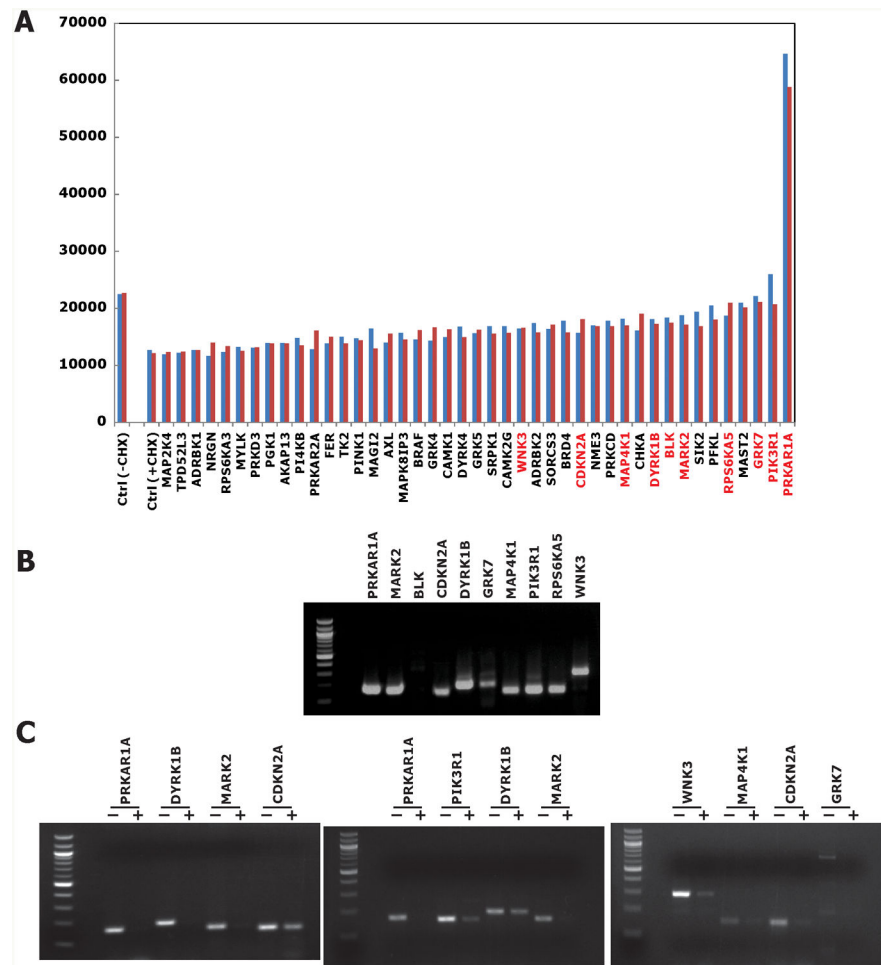 A
70000
60000
50000
40000
30000
20000
10000
0
Ctrl (-CHX)
Ctrl (+CHX)
MAP2K4
TPD52L3
ADRBK1
NRGN
RPS6KA3
MYLK
PRKD3
PGK1
AKAP13
PI4KB
PRKAR2A
FER
TK2
PINK1
MAGI2
AXL
MAPK8IP3
BRAF
GRK4
CAMK1
DYRK4
GRK5
SRPK1
CAMK2G
WNK3
ADRBK2
SORCS3
BRD4
CDKN2A
NME3
PRKCD
MAP4K1
CHKA
DYRK1B
BLK
MARK2
SIK2
PFKL
RPS6KA5
MAST2
GRK7
PIK3R1
PRKAR1A
B
PRKAR1A
MARK2
BLK
CDKN2A
DYRK1B
GRK7
MAP4K1
PIK3R1
RPS6KA5
WNK3
C
PRKAR1A
DYRK1B
MARK2
CDKN2A
− + − + − + − +
PRKAR1A
PIK3R1
DYRK1B
MARK2
− + − + − + − +
WNK3
MAP4K1
CDKN2A
GRK7
− + − + − + − +